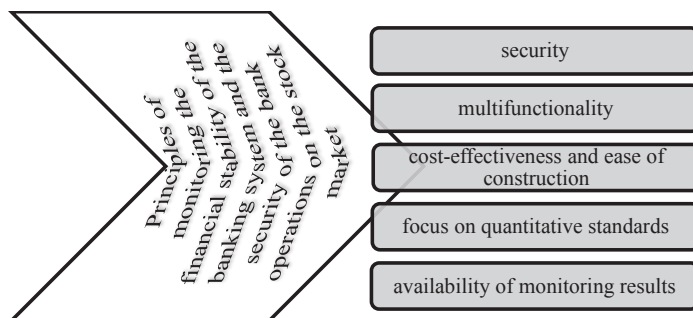 Principles of
monitoring the
financial stability of the
banking system and the
security of the bank
operations on the stock
market
security
multifunctionality
cost-effectiveness and ease of
construction
focus on quantitative standards
availability of monitoring results